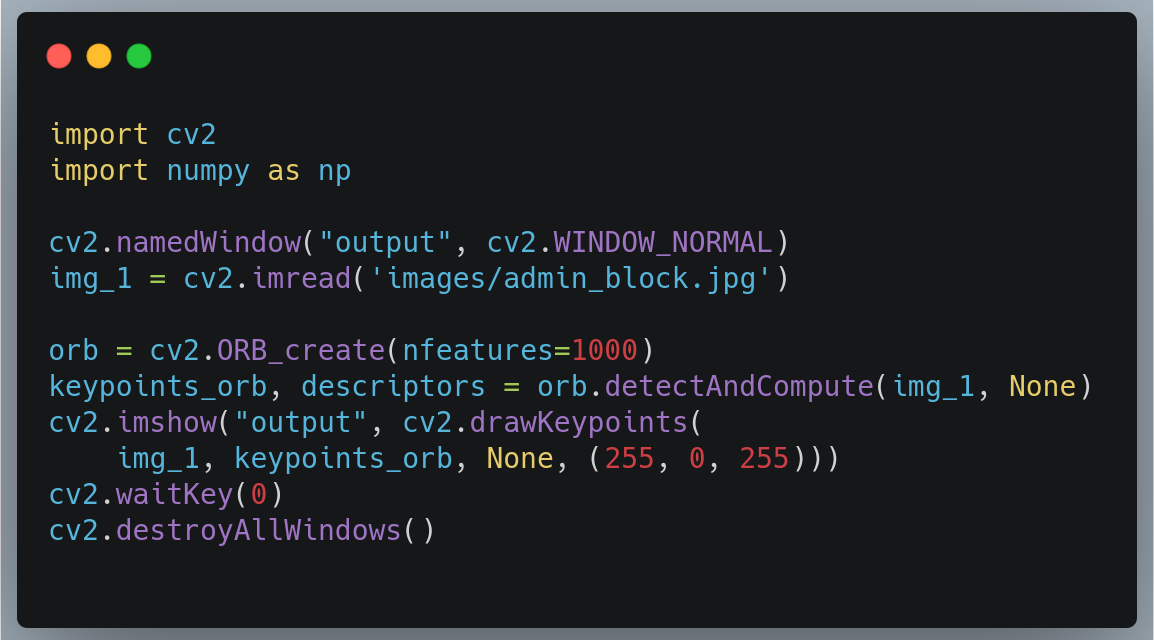 import cv2
import numpy as np

cv2.namedWindow("output", cv2.WINDOW_NORMAL)
img_1 = cv2.imread('images/admin_block.jpg')

orb = cv2.ORB_create(nfeatures=1000)
keypoints_orb, descriptors = orb.detectAndCompute(img_1, None)
cv2.imshow("output", cv2.drawKeypoints(
    img_1, keypoints_orb, None, (255, 0, 255)))
cv2.waitKey(0)
cv2.destroyAllWindows()